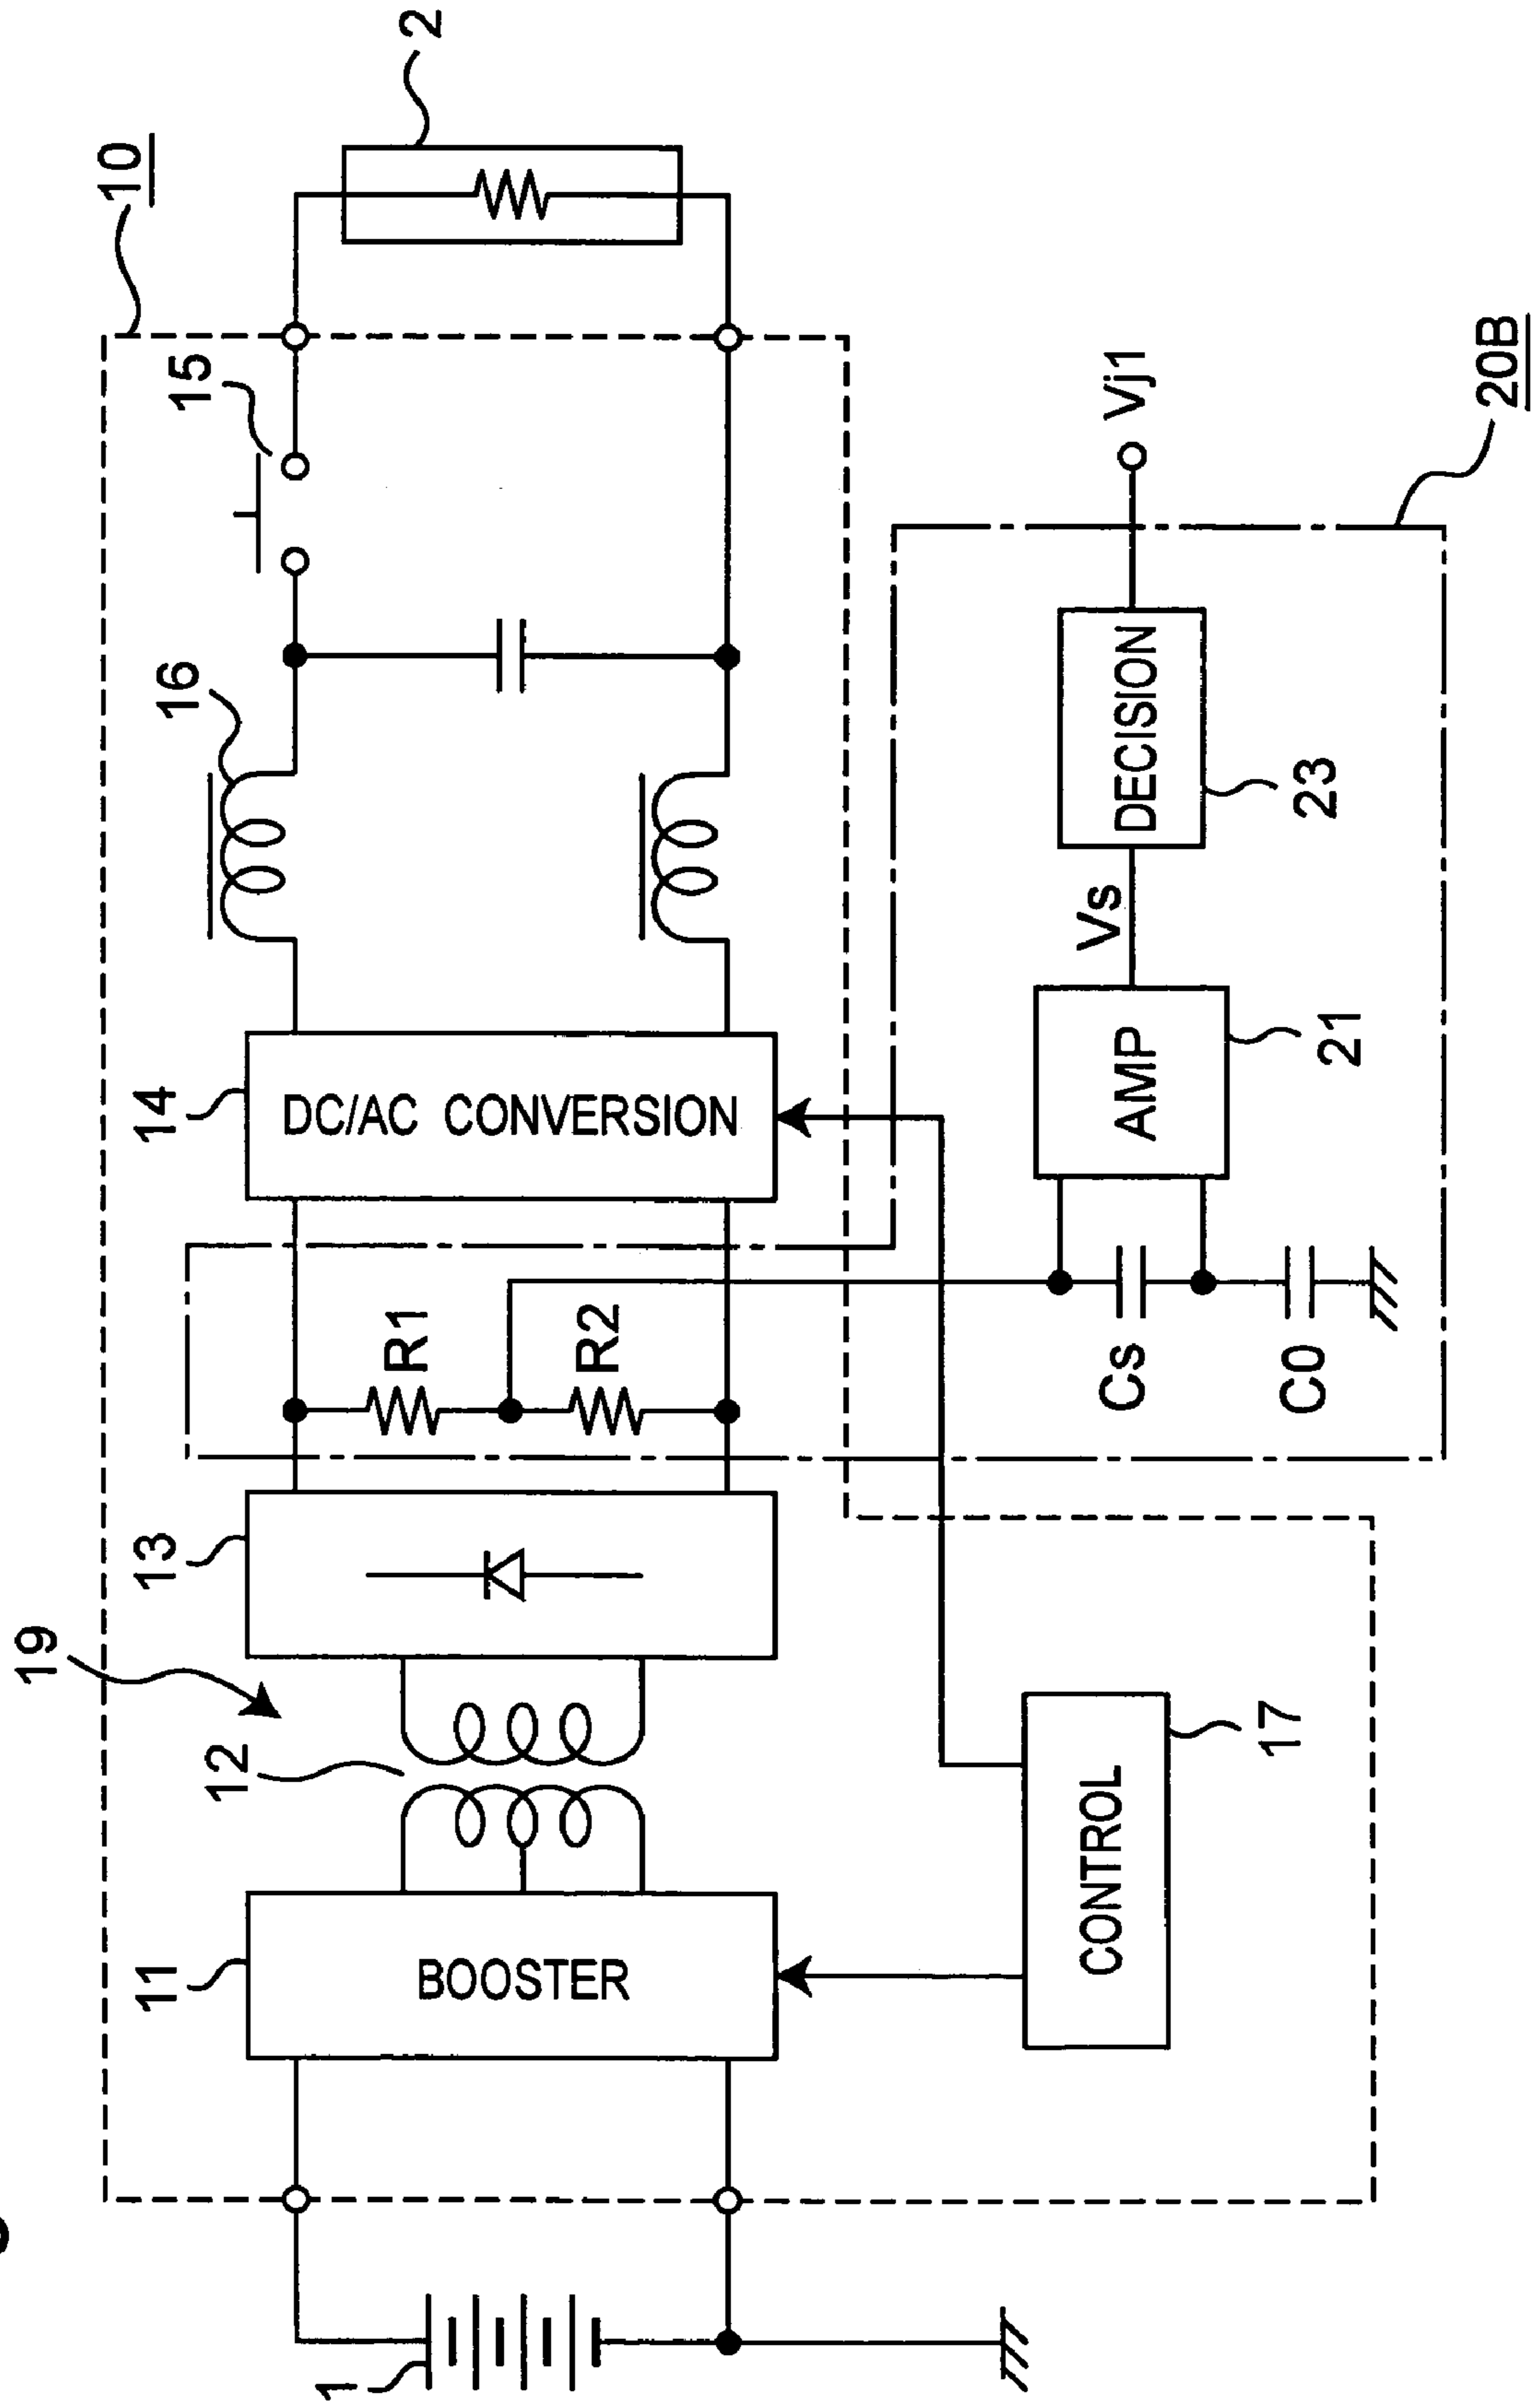 10
19
11
12
13
14
16
15
2
BOOSTER
DC/AC CONVERSION
R1
R2
1
CONTROL
17
Cs
C0
AMP
21
Vs
DECISION
23
Vj1
20B